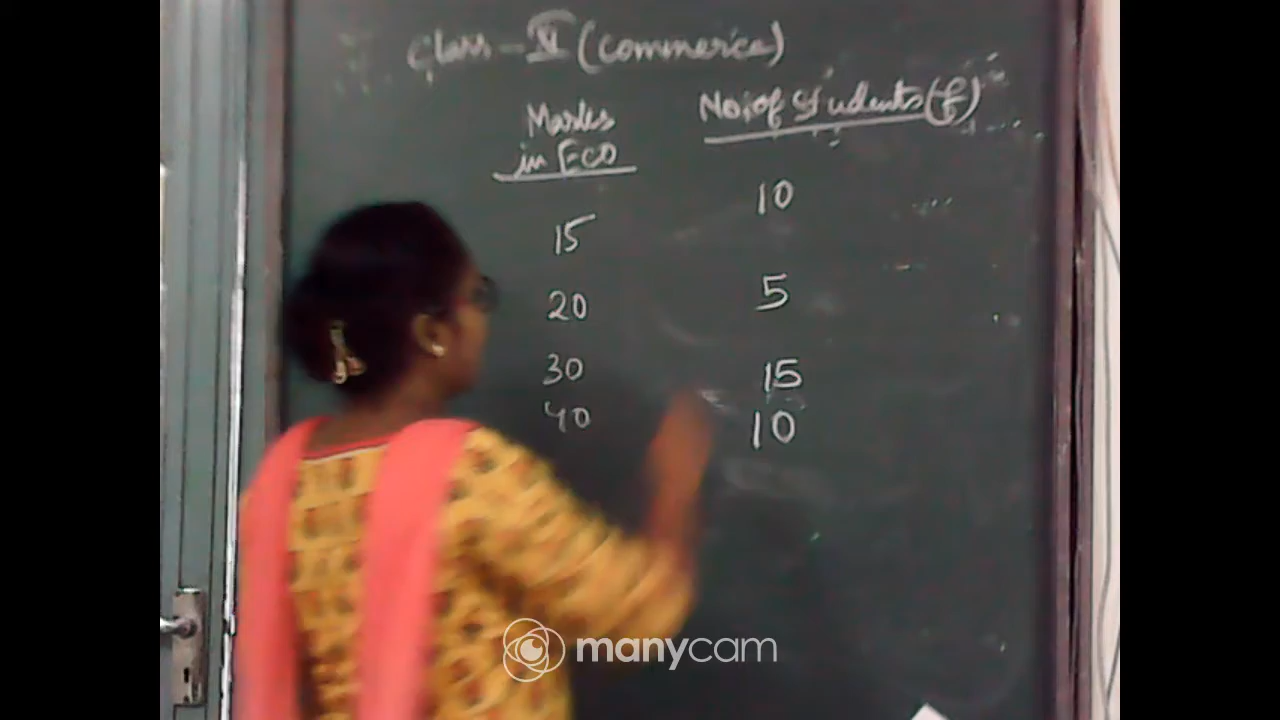 Class - XI (Commerce)
Marks in Eco
No. of Students (f)
15 10
20 5
30 15
40 10
manycam